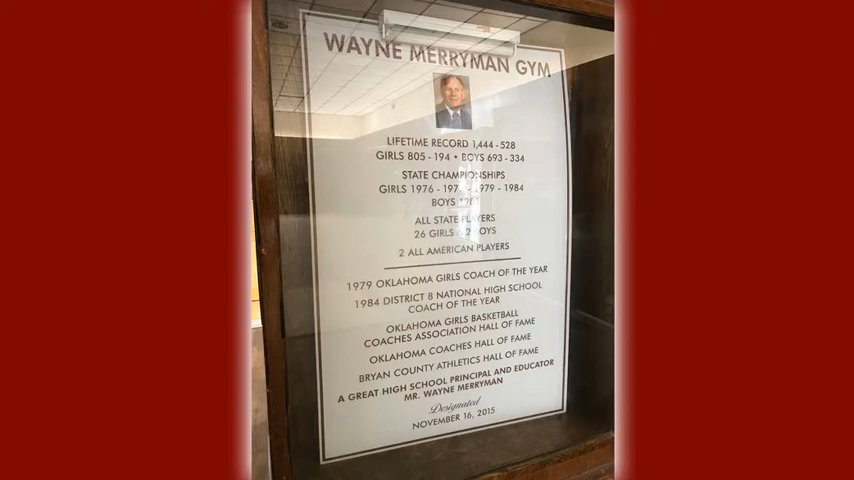 WAYNE MERRYMAN GYM
LIFETIME RECORD 1,444 - 528
GIRLS 805 - 194 • BOYS 693 - 334
STATE CHAMPIONSHIPS
GIRLS 1976 - - 1979 - 1984
BOYS
ALL STATE PLAYERS
26 GIRLS BOYS
2 ALL AMERICAN PLAYERS
1979 OKLAHOMA GIRLS COACH OF THE YEAR
1984 DISTRICT 8 NATIONAL HIGH SCHOOL
COACH OF THE YEAR
OKLAHOMA GIRLS BASKETBALL
COACHES ASSOCIATION HALL OF FAME
OKLAHOMA COACHES HALL OF FAME
BRYAN COUNTY ATHLETICS HALL OF FAME
A GREAT HIGH SCHOOL PRINCIPAL AND EDUCATOR
MR. WAYNE MERRYMAN
Designated
NOVEMBER 16, 2015